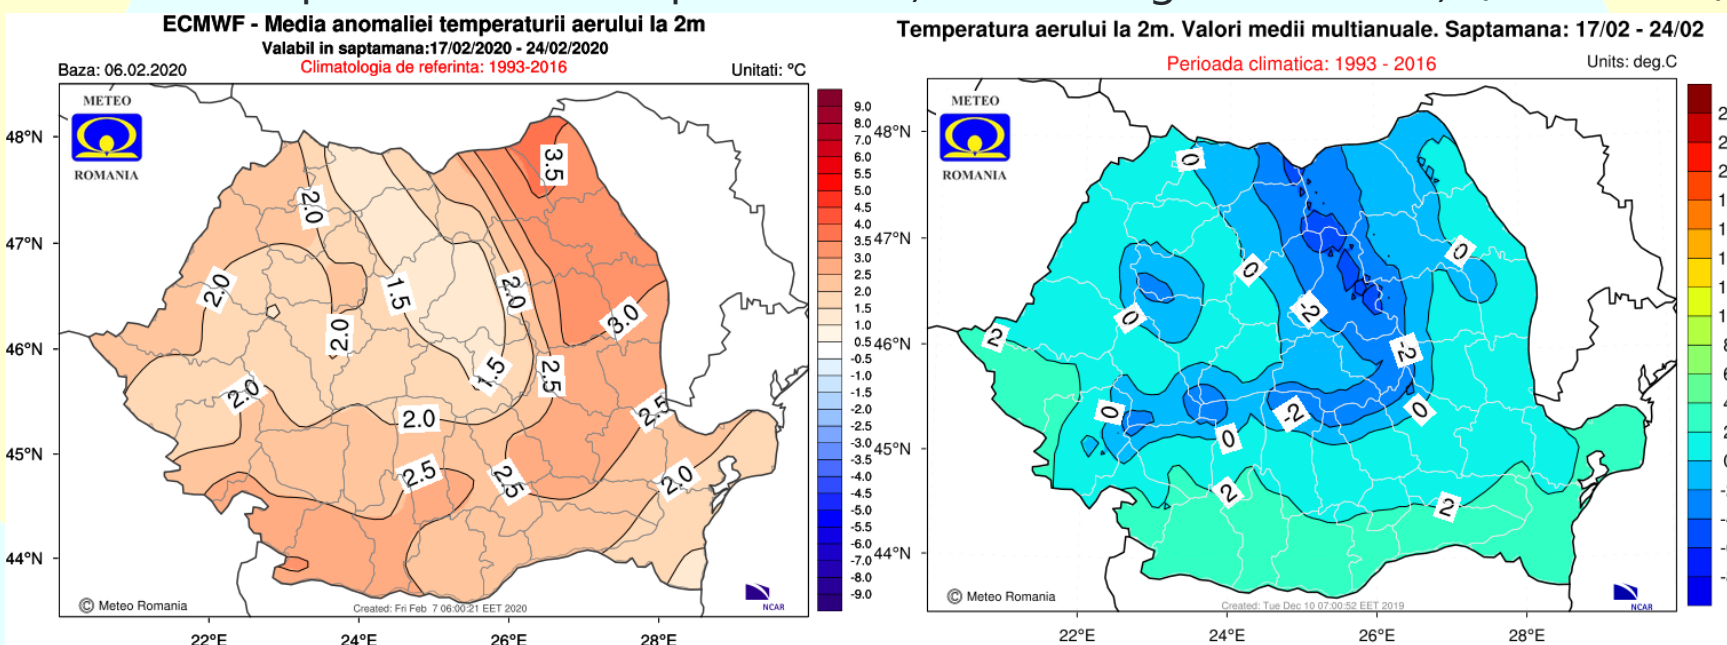 ECMWF - Media anomaliei temperaturii aerului la 2m
Valabil in saptamana:17/02/2020 - 24/02/2020
Baza: 06.02.2020
Climatologia de referinta: 1993-2016
Unitati: °C
METEO
ROMANIA
48°N
47°N
46°N
45°N
44°N
22°E
24°E
26°E
28°E
3.5
2.0
2.0
1.5
2.0
2.0
3.0
1.5
2.5
2.0
2.0
2.5
2.5
2.5
2.0
9.0
8.0
7.0
6.0
5.5
5.0
4.5
4.0
3.5
3.0
2.5
2.0
1.5
1.0
0.5
-0.5
-1.0
-1.5
-2.0
-2.5
-3.0
-3.5
-4.0
-4.5
-5.0
-5.5
-6.0
-7.0
-8.0
-9.0
© Meteo Romania
Created: Fri Feb 7 06:00:21 EET 2020
NCAR
Temperatura aerului la 2m. Valori medii multianuale. Saptamana: 17/02 - 24/02
Perioada climatica: 1993 - 2016
Units: deg.C
METEO
ROMANIA
48°N
47°N
46°N
45°N
44°N
22°E
24°E
26°E
28°E
0
0
0
-2
0
2
-2
0
-2
0
0
2
2
© Meteo Romania
Created: Tue Dec 10 07:00:52 EET 2019
NCAR